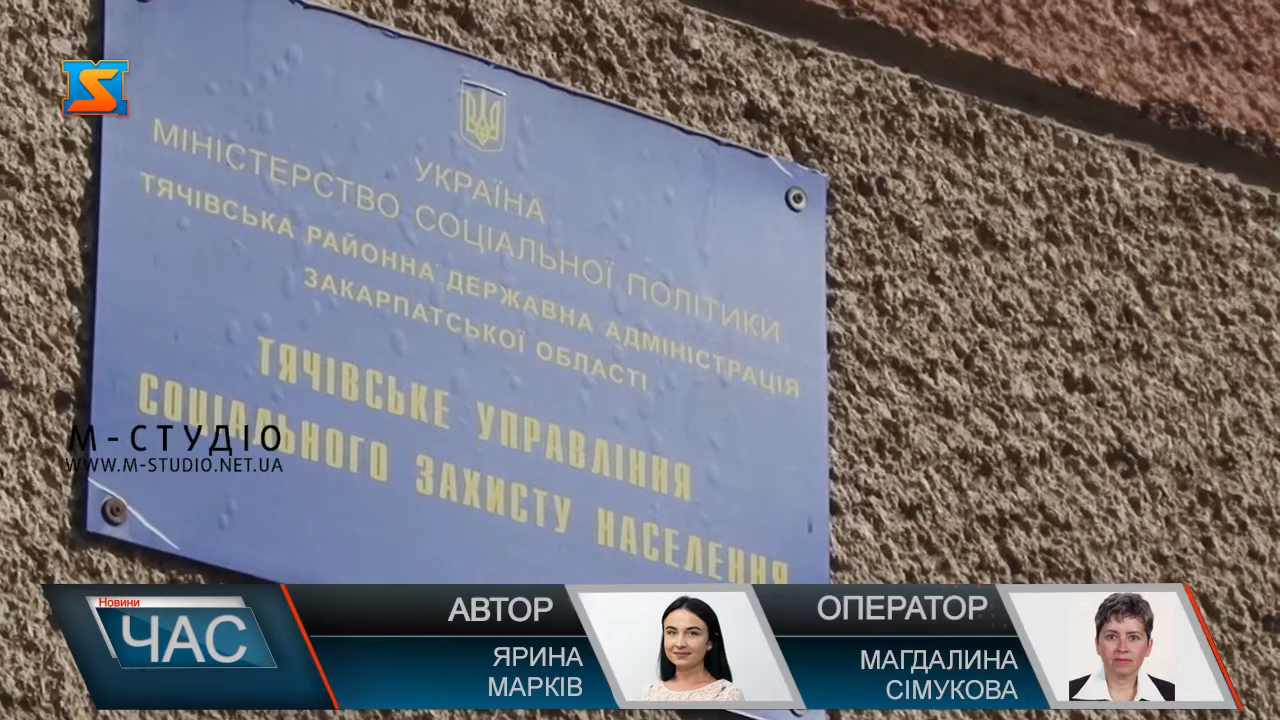 УКРАЇНА
МІНІСТЕРСТВО СОЦІАЛЬНОЇ ПОЛІТИКИ
ТЯЧІВСЬКА РАЙОННА ДЕРЖАВНА АДМІНІСТРАЦІЯ
ЗАКАРПАТСЬКОЇ ОБЛАСТІ
ТЯЧІВСЬКЕ УПРАВЛІННЯ
СОЦІАЛЬНОГО ЗАХИСТУ НАСЕЛЕННЯ
М-СТУДІО
WWW.M-STUDIO.NET.UA
Новини
ЧАС
АВТОР
ЯРИНА
МАРКІВ
ОПЕРАТОР
МАГДАЛИНА
СІМУКОВА